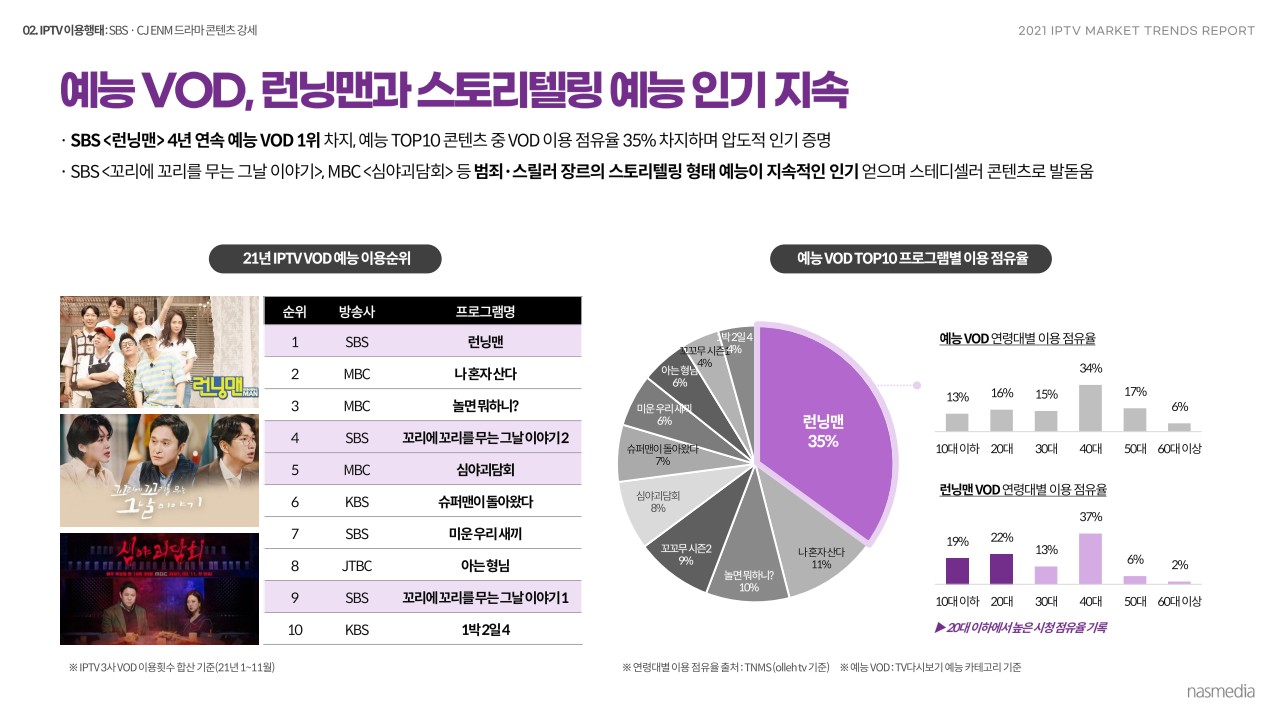 02. IPTV 이용행태 : SBS · CJ ENM 드라마 콘텐츠 강세
2021 IPTV MARKET TRENDS REPORT
예능 VOD, 런닝맨과 스토리텔링 예능 인기 지속
· SBS <런닝맨> 4년 연속 예능 VOD 1위 차지, 예능 TOP10 콘텐츠 중 VOD 이용 점유율 35% 차지하며 압도적 인기 증명
· SBS <꼬리에 꼬리를 무는 그날 이야기>, MBC <심야괴담회> 등 범죄·스릴러 장르의 스토리텔링 형태 예능이 지속적인 인기 얻으며 스테디셀러 콘텐츠로 발돋움
21년 IPTV VOD 예능 이용순위
런닝맨
MAN
꼬리에 꼬리를 무는
그날 이야기
심야괴담회
순위 방송사 프로그램명
1 SBS 런닝맨
2 MBC 나 혼자 산다
3 MBC 놀면 뭐하니?
4 SBS 꼬리에 꼬리를 무는 그날 이야기 2
5 MBC 심야괴담회
6 KBS 슈퍼맨이 돌아왔다
7 SBS 미운 우리 새끼
8 JTBC 아는 형님
9 SBS 꼬리에 꼬리를 무는 그날 이야기 1
10 KBS 1박 2일 4
※ IPTV 3사 VOD 이용횟수 합산 기준(21년 1~11월)
예능 VOD TOP10 프로그램별 이용 점유율
런닝맨
35%
나 혼자 산다
11%
놀면 뭐하니?
10%
꼬꼬무 시즌2
9%
심야괴담회
8%
슈퍼맨이 돌아왔다
7%
미운 우리 새끼
6%
아는 형님
6%
꼬꼬무 시즌1
4%
1박 2일 4
4%
예능 VOD 연령대별 이용 점유율
13% 16% 15% 34% 17% 6%
10대 이하 20대 30대 40대 50대 60대 이상
런닝맨 VOD 연령대별 이용 점유율
19% 22% 13% 37% 6% 2%
10대 이하 20대 30대 40대 50대 60대 이상
▶ 20대 이하에서 높은 시청 점유율 기록
※ 연령대별 이용 점유율 출처 : TNMS (olleh tv 기준) ※ 예능 VOD : TV다시보기 예능 카테고리 기준
nasmedia